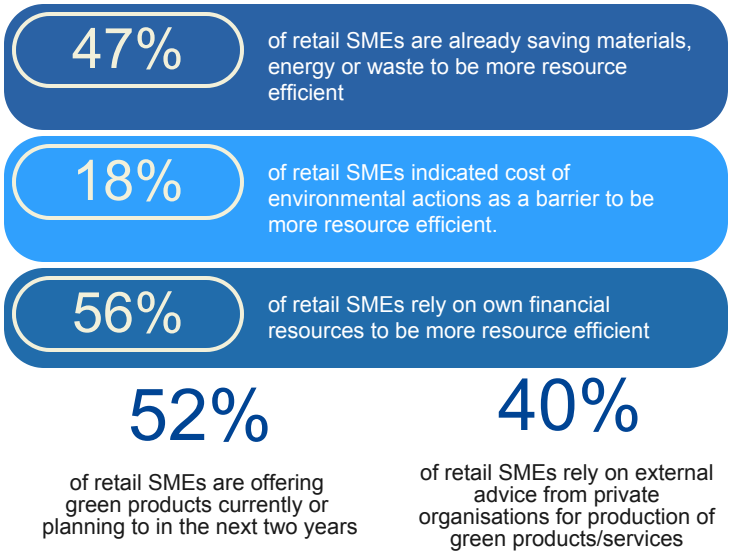 47%
of retail SMEs are already saving materials,
energy or waste to be more resource
efficient
18%
of retail SMEs indicated cost of
environmental actions as a barrier to be
more resource efficient.
56%
of retail SMEs rely on own financial
resources to be more resource efficient
52%
of retail SMEs are offering
green products currently or
planning to in the next two years
40%
of retail SMEs rely on external
advice from private
organisations for production of
green products/services